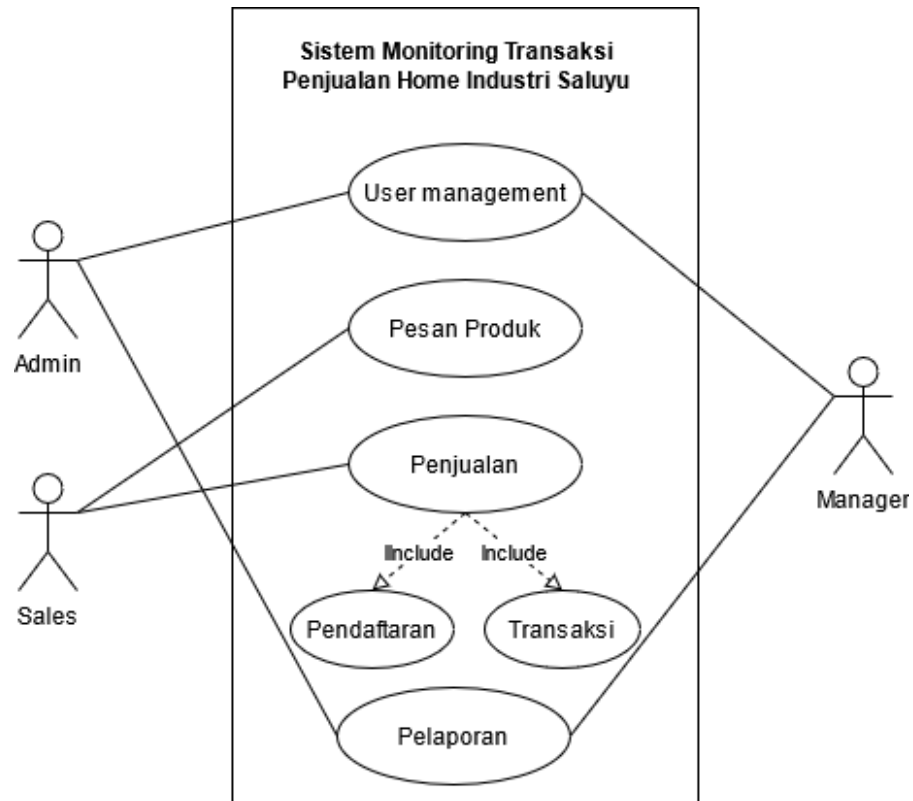 Sistem Monitoring Transaksi
Penjualan Home Industri Saluyu
User management
Admin
Pesan Produk
Manager
Penjualan
Sales
IInclude
Include
Pendaftaran
Transaksi
Pelaporan